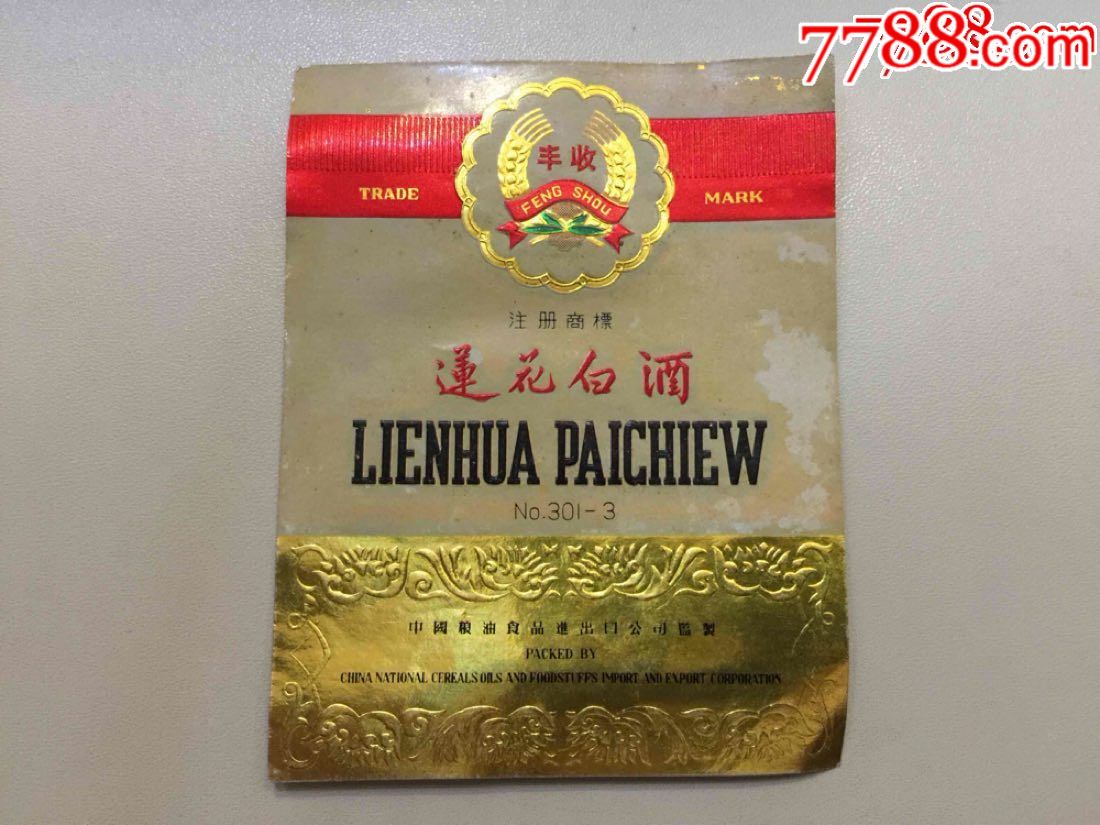 7788.com
丰收
TRADE MARK
FENG SHOU
注册商標
蓮花白酒
LIENHUA PAICHIEW
No.301-3
中國粮油食品進出口公司監製
PACKED BY
CHINA NATIONAL CEREALS OILS AND FOODSTUFFS IMPORT AND EXPORT CORPORATION